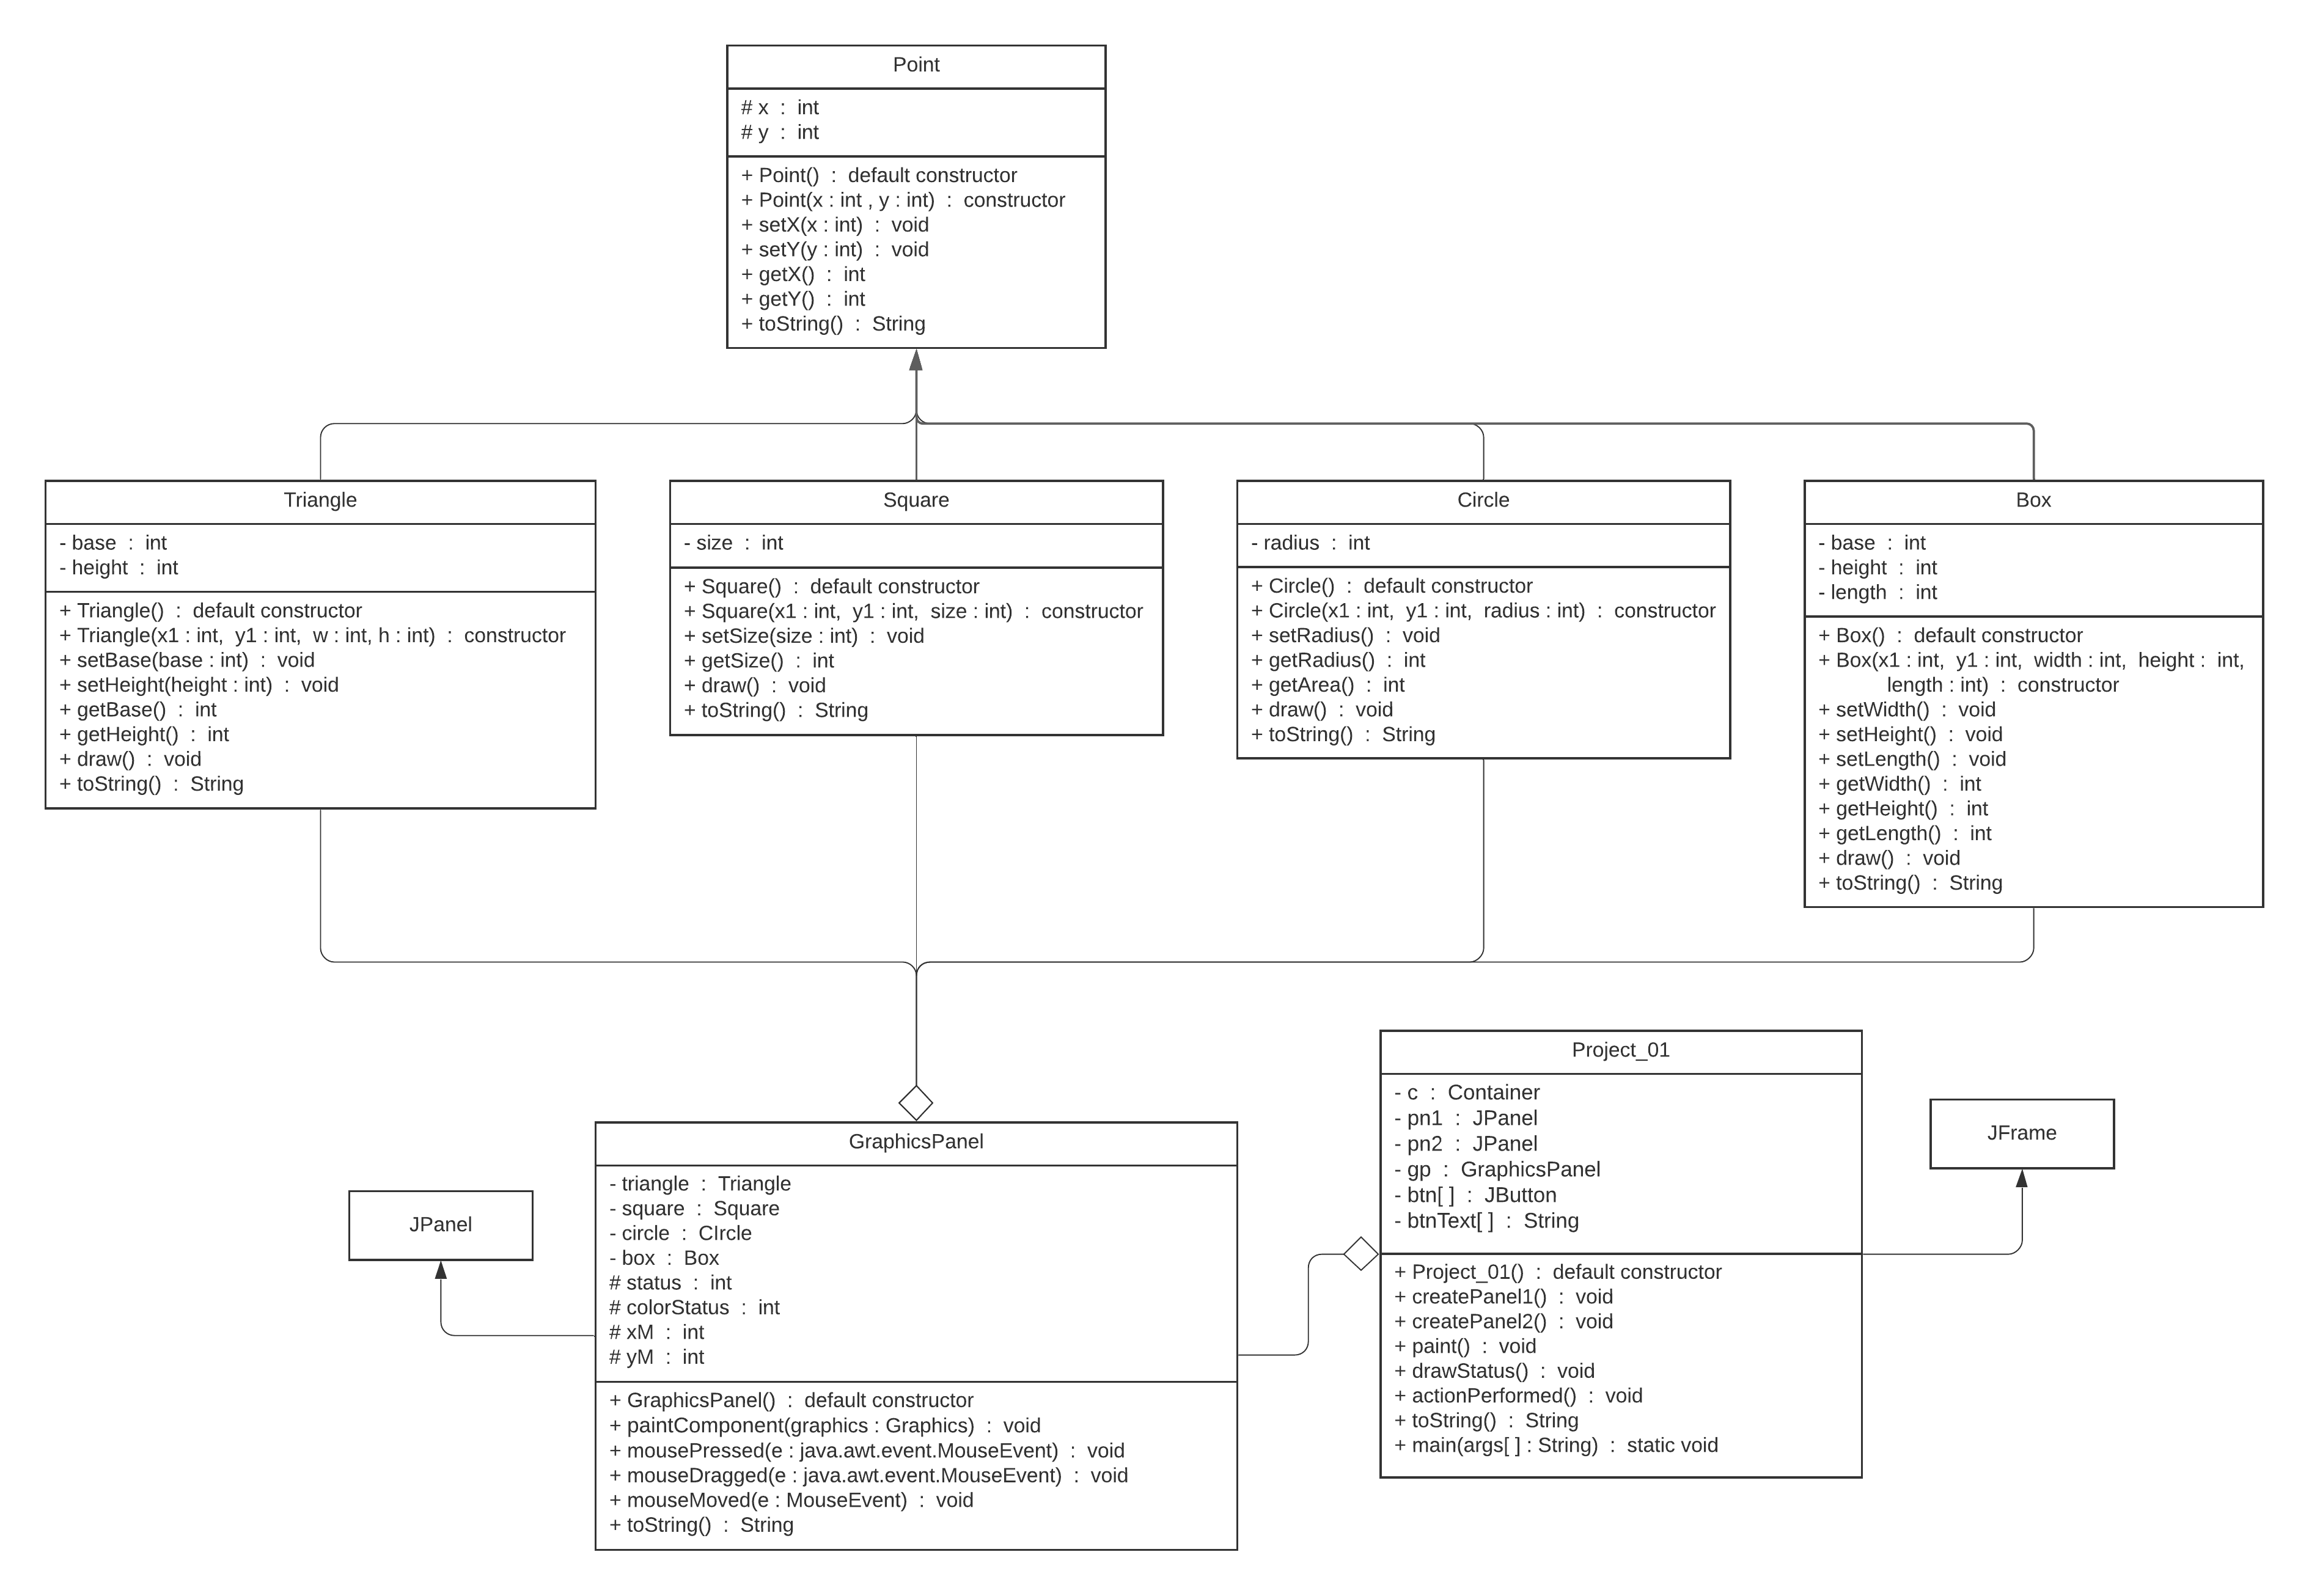 Point
# x : int
# y : int
+ Point() : default constructor
+ Point(x : int , y : int) : constructor
+ setX(x : int) : void
+ setY(y : int) : void
+ getX() : int
+ getY() : int
+ toString() : String
Triangle
- base : int
- height : int
+ Triangle() : default constructor
+ Triangle(x1 : int, y1 : int, w : int, h : int) : constructor
+ setBase(base : int) : void
+ setHeight(height : int) : void
+ getBase() : int
+ getHeight() : int
+ draw() : void
+ toString() : String
Square
- size : int
+ Square() : default constructor
+ Square(x1 : int, y1 : int, size : int) : constructor
+ setSize(size : int) : void
+ getSize() : int
+ draw() : void
+ toString() : String
Circle
- radius : int
+ Circle() : default constructor
+ Circle(x1 : int, y1 : int, radius : int) : constructor
+ setRadius() : void
+ getRadius() : int
+ getArea() : int
+ draw() : void
+ toString() : String
Box
- base : int
- height : int
- length : int
+ Box() : default constructor
+ Box(x1 : int, y1 : int, width : int, height : int,
length : int) : constructor
+ setWidth() : void
+ setHeight() : void
+ setLength() : void
+ getWidth() : int
+ getHeight() : int
+ getLength() : int
+ draw() : void
+ toString() : String
JPanel
GraphicsPanel
- triangle : Triangle
- square : Square
- circle : CIrcle
- box : Box
# status : int
# colorStatus : int
# xM : int
# yM : int
+ GraphicsPanel() : default constructor
+ paintComponent(graphics : Graphics) : void
+ mousePressed(e : java.awt.event.MouseEvent) : void
+ mouseDragged(e : java.awt.event.MouseEvent) : void
+ mouseMoved(e : MouseEvent) : void
+ toString() : String
Project_01
- c : Container
- pn1 : JPanel
- pn2 : JPanel
- gp : GraphicsPanel
- btn[ ] : JButton
- btnText[ ] : String
+ Project_01() : default constructor
+ createPanel1() : void
+ createPanel2() : void
+ paint() : void
+ drawStatus() : void
+ actionPerformed() : void
+ toString() : String
+ main(args[ ] : String) : static void
JFrame